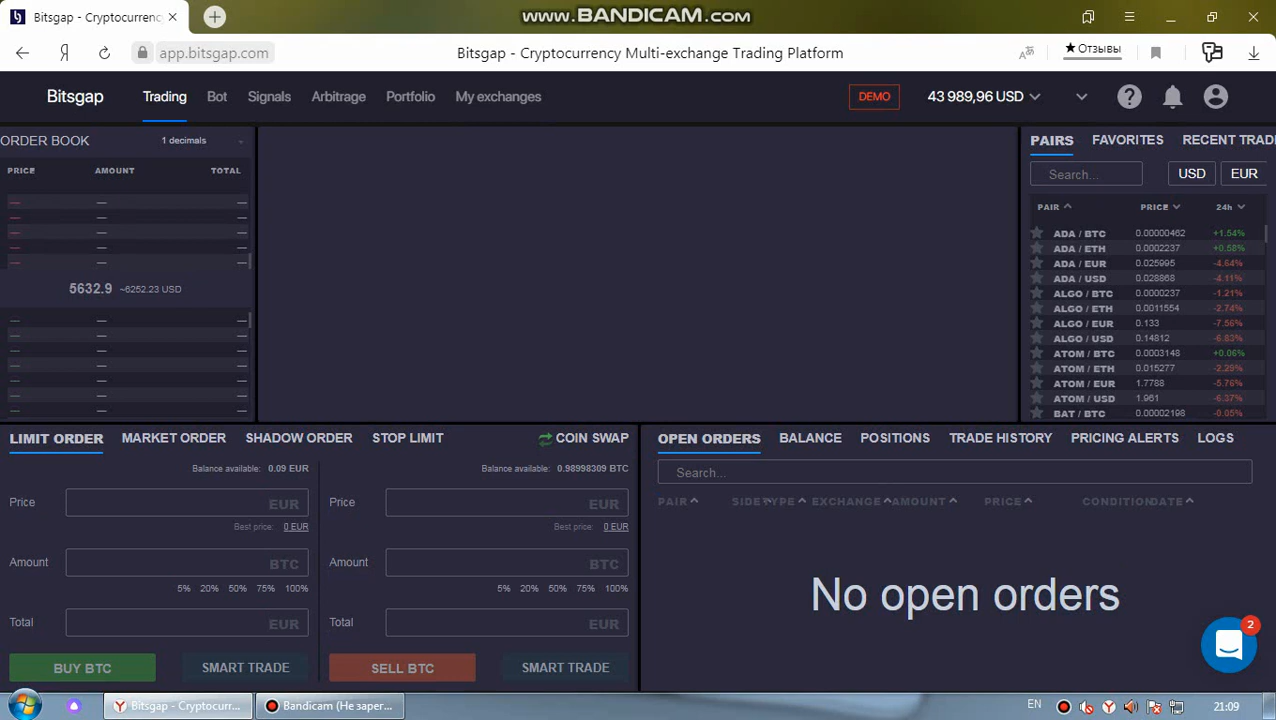 Bitsgap - Cryptocurrency
www.BANDICAM.com
app.bitsgap.com
Bitsgap - Cryptocurrency Multi-exchange Trading Platform
★Отзывы
Bitsgap
Trading Bot Signals Arbitrage Portfolio My exchanges
DEMO
43 989,96 USD
ORDER BOOK 1 decimals
PRICE AMOUNT TOTAL
5632.9 ~6252.23 USD
PAIRS FAVORITES RECENT TRAD
Search... USD EUR
PAIR PRICE 24h
ADA / BTC 0.00000462 +1.54%
ADA / ETH 0.0002237 +0.58%
ADA / EUR 0.025995 -4.64%
ADA / USD 0.028868 -4.11%
ALGO / BTC 0.0000237 -1.21%
ALGO / ETH 0.0011554 -2.74%
ALGO / EUR 0.133 -7.56%
ALGO / USD 0.14812 -6.83%
ATOM / BTC 0.0003148 +0.06%
ATOM / ETH 0.015277 -2.29%
ATOM / EUR 1.7788 -5.76%
ATOM / USD 1.961 -6.37%
BAT / BTC 0.00002198 -0.05%
LIMIT ORDER MARKET ORDER SHADOW ORDER STOP LIMIT COIN SWAP
Balance available: 0.09 EUR
Price EUR
Best price: 0 EUR
Amount BTC
5% 20% 50% 75% 100%
Total EUR
BUY BTC SMART TRADE
Balance available: 0.98998309 BTC
Price EUR
Best price: 0 EUR
Amount BTC
5% 20% 50% 75% 100%
Total EUR
SELL BTC SMART TRADE
OPEN ORDERS BALANCE POSITIONS TRADE HISTORY PRICING ALERTS LOGS
Search...
PAIR SIDE TYPE EXCHANGE AMOUNT PRICE CONDITION DATE
No open orders
2
Bitsgap - Cryptocurr...
Bandicam (Не зарег...
EN
21:09